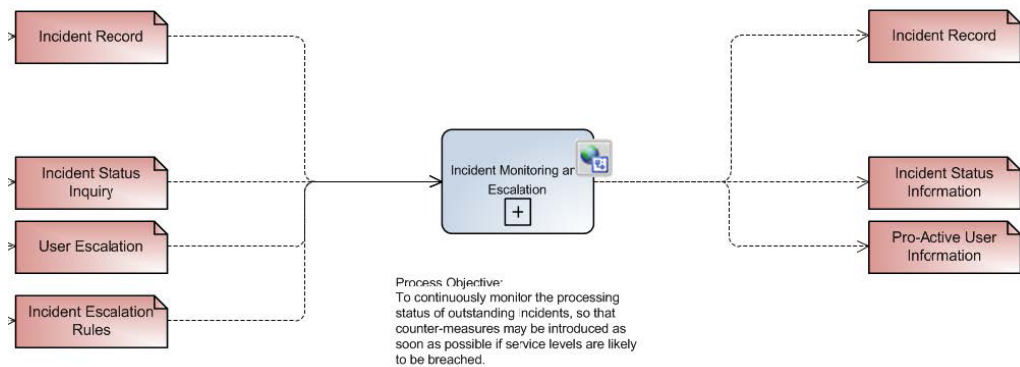 Incident Record
Incident Record
Incident Monitoring an
Escalation
Incident Status
Inquiry
Incident Status
Information
User Escalation
Pro-Active User
Information
Incident Escalation
Rules
Process Objective:
To continuously monitor the processing
status of outstanding Incidents, so that
counter-measures may be introduced as
soon as possible if service levels are likely
to be breached.